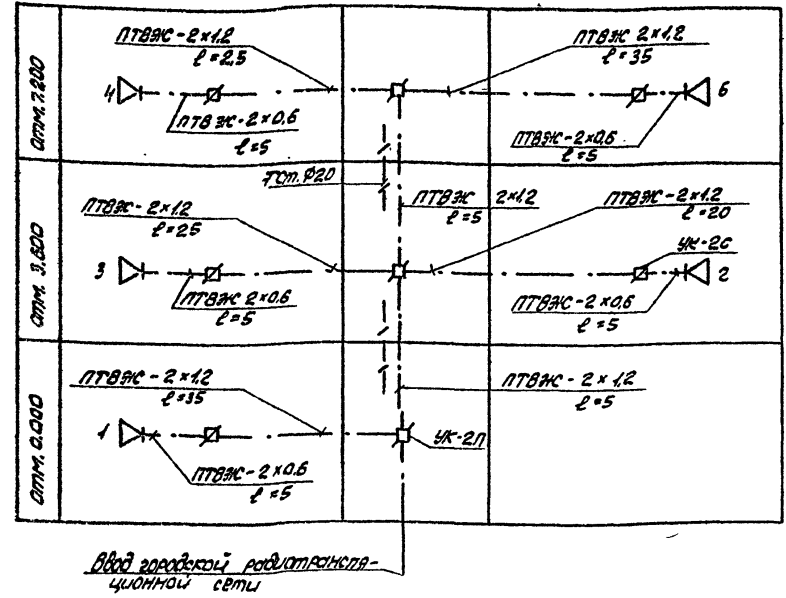 отм. 7.200
ПТВЖ-2×1,2
ℓ=2,5
ПТВЖ 2×1,2
ℓ=35
4
6
ПТВЖ-2×0,6
ℓ=5
ПТВЖ-2×0,6
ℓ=5
Тст. Ф20
отм. 3.600
ПТВЖ-2×1,2
ℓ=25
ПТВЖ 2×1,2
ℓ=5
ПТВЖ-2×1,2
ℓ=20
УК-2С
3
2
ПТВЖ 2×0,6
ℓ=5
ПТВЖ-2×0,6
ℓ=5
отм. 0.000
ПТВЖ-2×1,2
ℓ=35
ПТВЖ-2×1,2
ℓ=5
1
УК-2П
ПТВЖ-2×0,6
ℓ=5
Ввод городской радиотрансля-
ционной сети